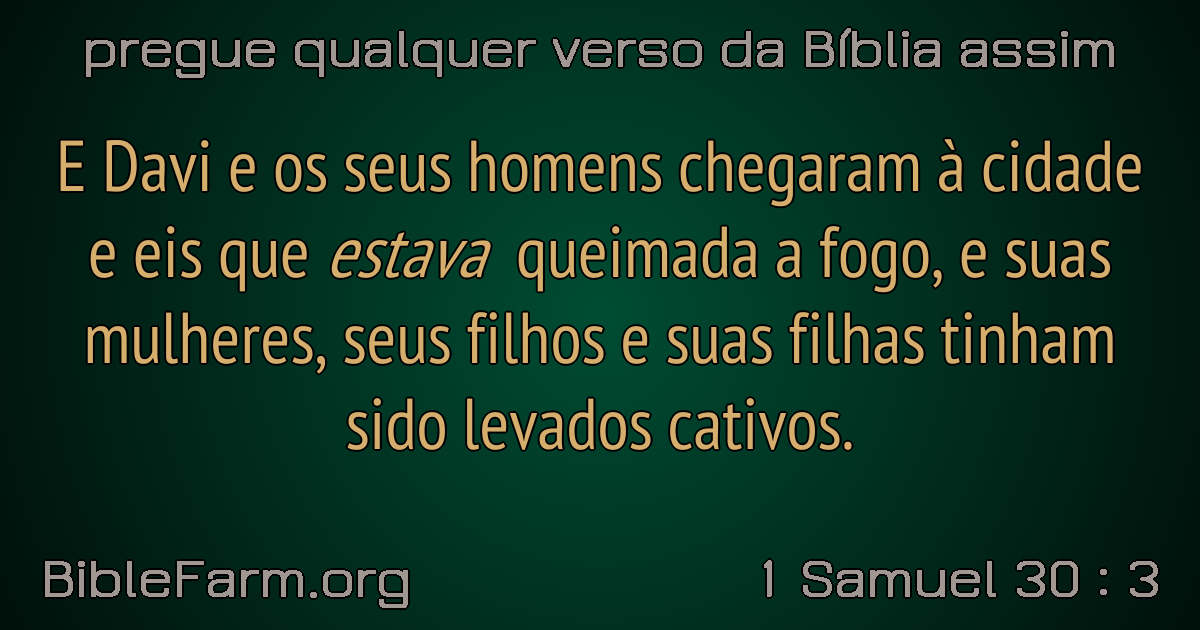 pregue qualquer verso da Bíblia assim
E Davi e os seus homens chegaram à cidade
e eis que estava queimada a fogo, e suas
mulheres, seus filhos e suas filhas tinham
sido levados cativos.
BibleFarm.org
1 Samuel 30 : 3